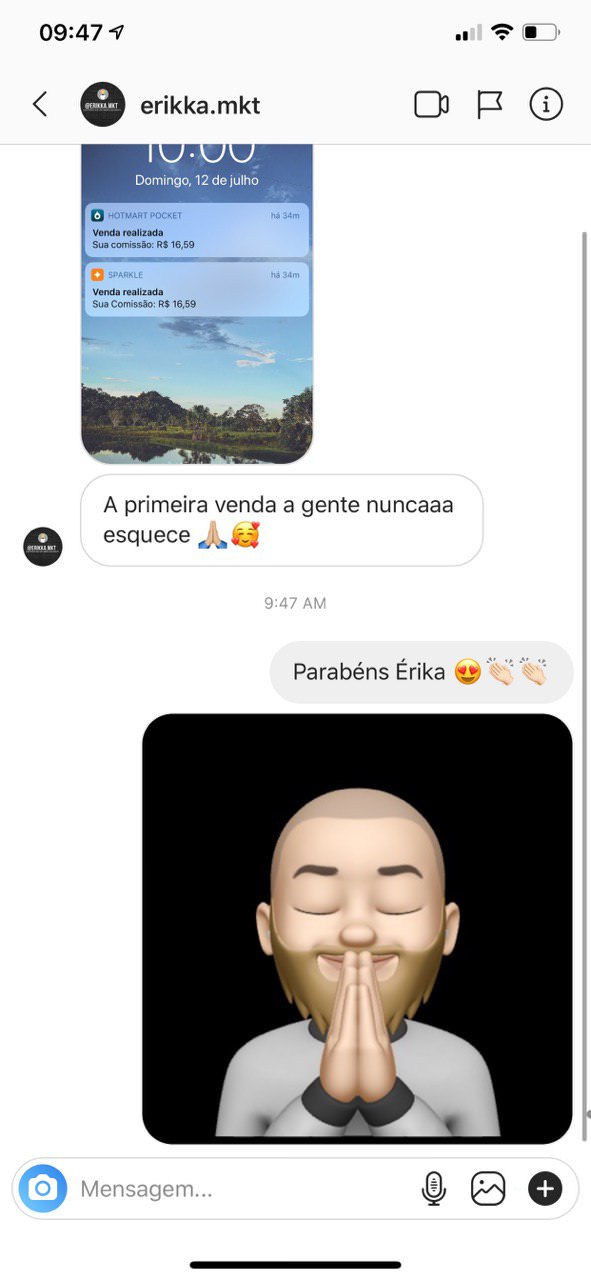 09:47
erikka.mkt
@ERIKKA.MKT
10:00
Domingo, 12 de julho
HOTMART POCKET há 34m
Venda realizada
Sua comissão: R$ 16,59
SPARKLE há 34m
Venda realizada
Sua Comissão: R$ 16,59
A primeira venda a gente nuncaaa
esquece 🙏🏼🥰
@ERIKKA.MKT
9:47 AM
Parabéns Érika 😍👏🏻👏🏻
Mensagem...